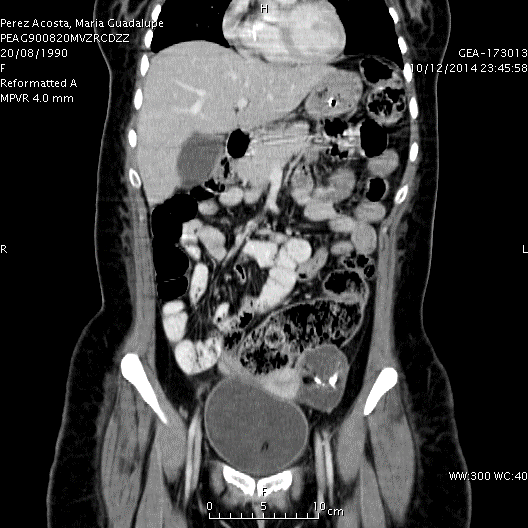 H
Perez Acosta, Maria Guadalupe
PEAG900820MVZRCDZZ
20/08/1990
F
Reformatted A
MPVR 4.0 mm
GEA-173013
10/12/2014 23:45:58
R
L
WW:300 WC:40
F
0 5 10 cm